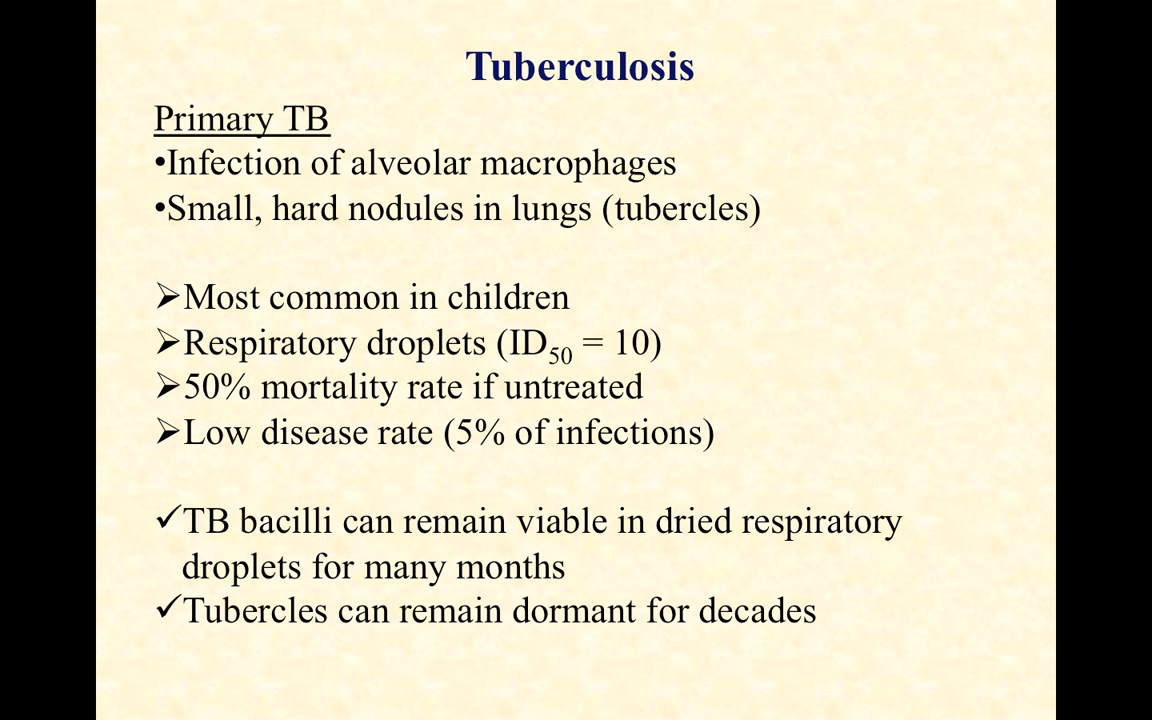 Tuberculosis
Primary TB
•Infection of alveolar macrophages
•Small, hard nodules in lungs (tubercles)
➢Most common in children
➢Respiratory droplets (ID₅₀ = 10)
➢50% mortality rate if untreated
➢Low disease rate (5% of infections)
✓TB bacilli can remain viable in dried respiratory
droplets for many months
✓Tubercles can remain dormant for decades